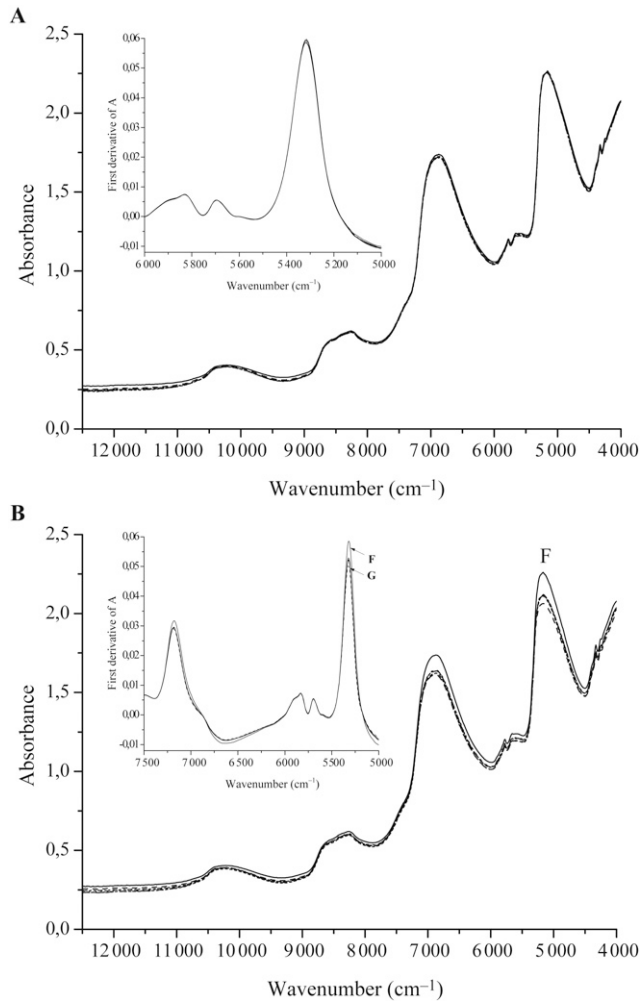 A
2,5
2,0
1,5
1,0
0,5
0,0
Absorbance
12 000 11 000 10 000 9 000 8 000 7 000 6 000 5 000 4 000
Wavenumber (cm–1)
0,06
0,05
0,04
0,03
0,02
0,01
0,00
-0,01
First derivative of A
6 000 5 800 5 600 5 400 5 200 5 000
Wavenumber (cm–1)
B
2,5
2,0
1,5
1,0
0,5
0,0
Absorbance
12 000 11 000 10 000 9 000 8 000 7 000 6 000 5 000 4 000
Wavenumber (cm–1)
F
0,06
0,05
0,04
0,03
0,02
0,01
0,00
-0,01
First derivative of A
F
G
7 500 7 000 6 500 6 000 5 500 5 000
Wavenumber (cm–1)